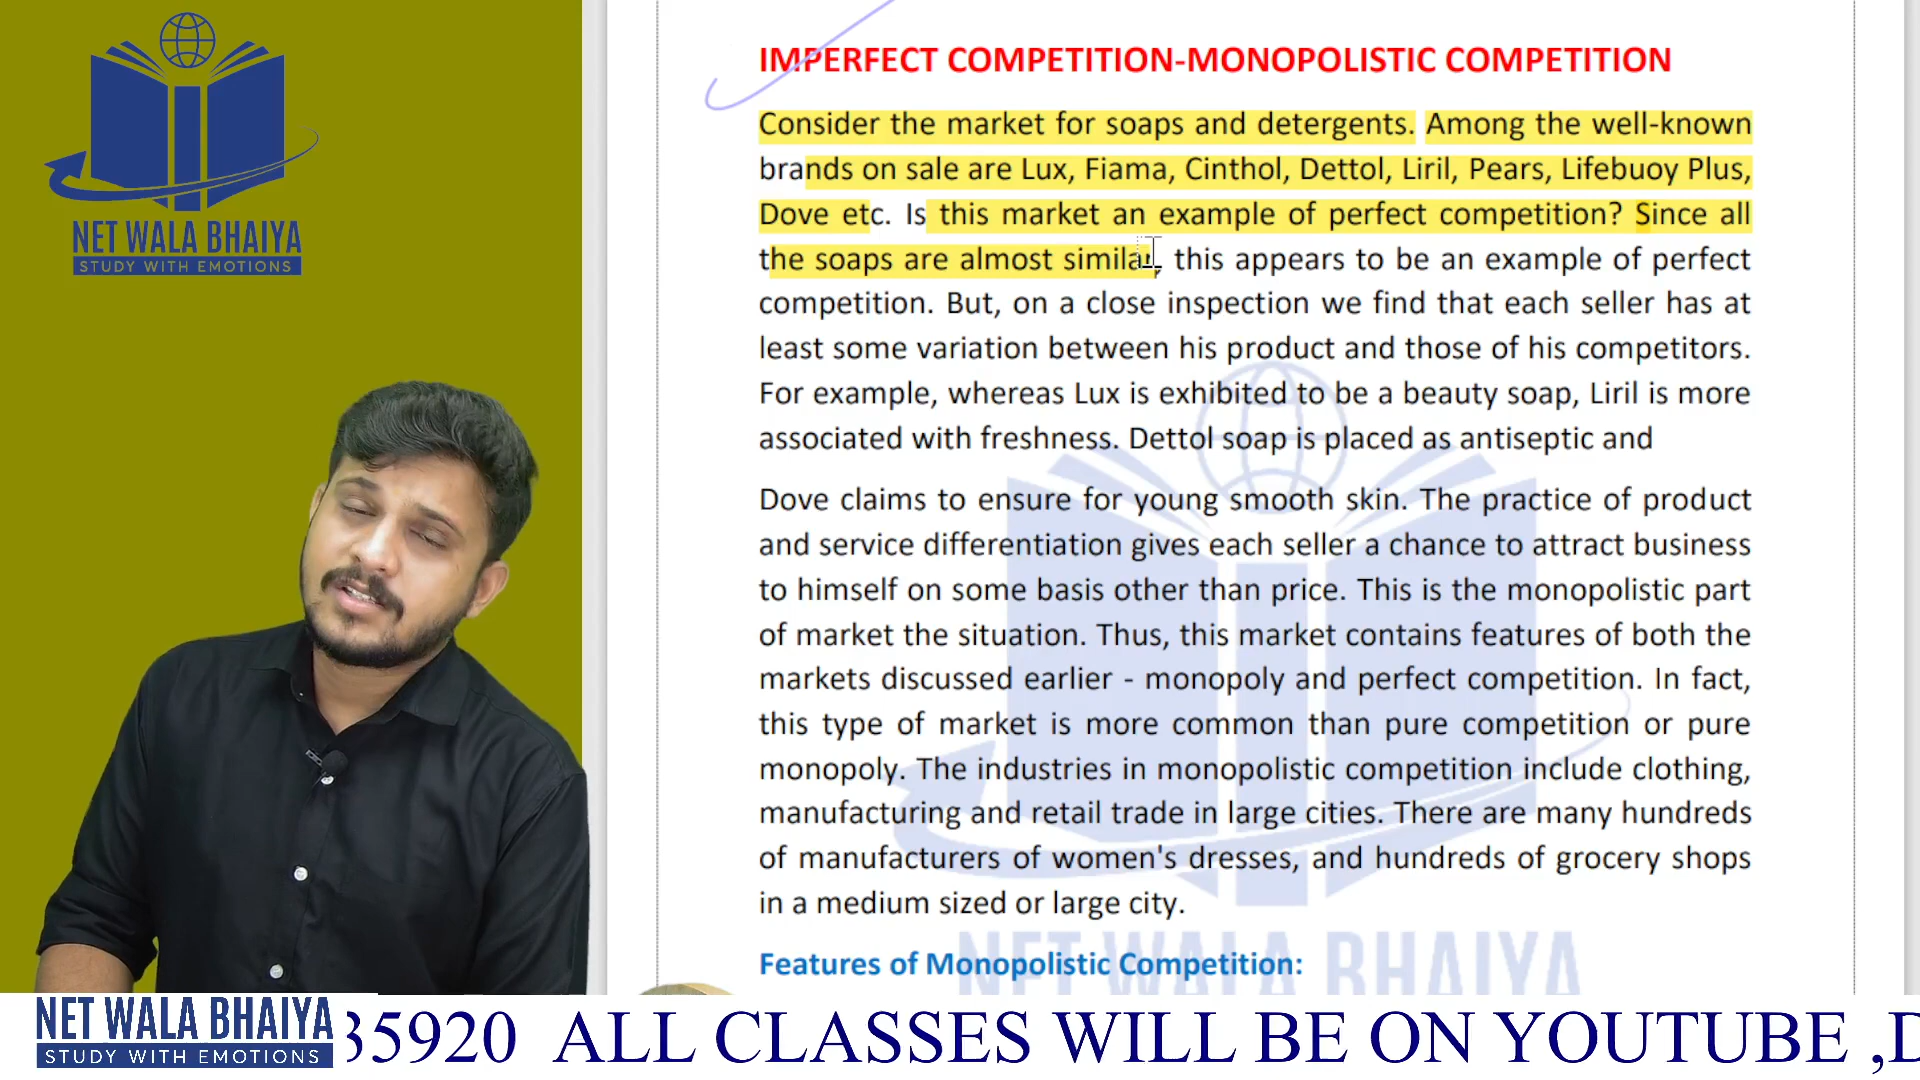 NET WALA BHAIYA
STUDY WITH EMOTIONS
IMPERFECT COMPETITION-MONOPOLISTIC COMPETITION
Consider the market for soaps and detergents. Among the well-known
brands on sale are Lux, Fiama, Cinthol, Dettol, Liril, Pears, Lifebuoy Plus,
Dove etc. Is this market an example of perfect competition? Since all
the soaps are almost similar, this appears to be an example of perfect
competition. But, on a close inspection we find that each seller has at
least some variation between his product and those of his competitors.
For example, whereas Lux is exhibited to be a beauty soap, Liril is more
associated with freshness. Dettol soap is placed as antiseptic and
Dove claims to ensure for young smooth skin. The practice of product
and service differentiation gives each seller a chance to attract business
to himself on some basis other than price. This is the monopolistic part
of market the situation. Thus, this market contains features of both the
markets discussed earlier - monopoly and perfect competition. In fact,
this type of market is more common than pure competition or pure
monopoly. The industries in monopolistic competition include clothing,
manufacturing and retail trade in large cities. There are many hundreds
of manufacturers of women's dresses, and hundreds of grocery shops
in a medium sized or large city.
NET WALA BHAIYA
Features of Monopolistic Competition:
NET WALA BHAIYA
STUDY WITH EMOTIONS
35920 ALL CLASSES WILL BE ON YOUTUBE ,D